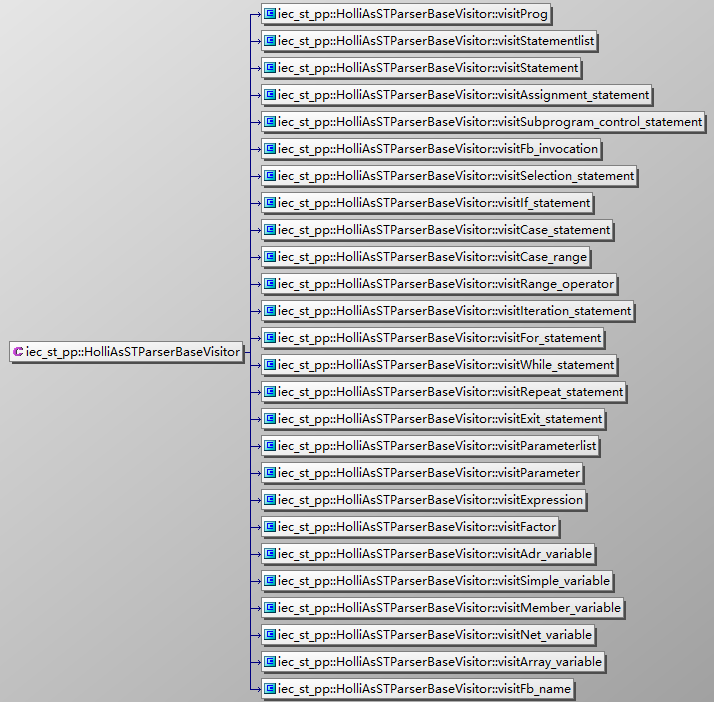 iec_st_pp::HolliAsSTParserBaseVisitor::visitProg
iec_st_pp::HolliAsSTParserBaseVisitor::visitStatementlist
iec_st_pp::HolliAsSTParserBaseVisitor::visitStatement
iec_st_pp::HolliAsSTParserBaseVisitor::visitAssignment_statement
iec_st_pp::HolliAsSTParserBaseVisitor::visitSubprogram_control_statement
iec_st_pp::HolliAsSTParserBaseVisitor::visitFb_invocation
iec_st_pp::HolliAsSTParserBaseVisitor::visitSelection_statement
iec_st_pp::HolliAsSTParserBaseVisitor::visitIf_statement
iec_st_pp::HolliAsSTParserBaseVisitor::visitCase_statement
iec_st_pp::HolliAsSTParserBaseVisitor::visitCase_range
iec_st_pp::HolliAsSTParserBaseVisitor::visitRange_operator
iec_st_pp::HolliAsSTParserBaseVisitor::visitIteration_statement
iec_st_pp::HolliAsSTParserBaseVisitor::visitFor_statement
iec_st_pp::HolliAsSTParserBaseVisitor
iec_st_pp::HolliAsSTParserBaseVisitor::visitWhile_statement
iec_st_pp::HolliAsSTParserBaseVisitor::visitRepeat_statement
iec_st_pp::HolliAsSTParserBaseVisitor::visitExit_statement
iec_st_pp::HolliAsSTParserBaseVisitor::visitParameterlist
iec_st_pp::HolliAsSTParserBaseVisitor::visitParameter
iec_st_pp::HolliAsSTParserBaseVisitor::visitExpression
iec_st_pp::HolliAsSTParserBaseVisitor::visitFactor
iec_st_pp::HolliAsSTParserBaseVisitor::visitAdr_variable
iec_st_pp::HolliAsSTParserBaseVisitor::visitSimple_variable
iec_st_pp::HolliAsSTParserBaseVisitor::visitMember_variable
iec_st_pp::HolliAsSTParserBaseVisitor::visitNet_variable
iec_st_pp::HolliAsSTParserBaseVisitor::visitArray_variable
iec_st_pp::HolliAsSTParserBaseVisitor::visitFb_name